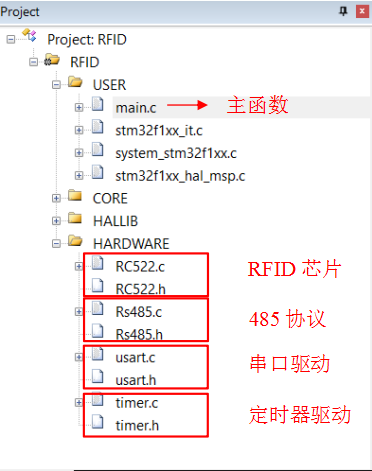 Project
Project: RFID
RFID
USER
main.c 主函数
stm32f1xx_it.c
system_stm32f1xx.c
stm32f1xx_hal_msp.c
CORE
HALLIB
HARDWARE
RC522.c RFID 芯片
RC522.h
Rs485.c 485 协议
Rs485.h
usart.c 串口驱动
usart.h
timer.c 定时器驱动
timer.h